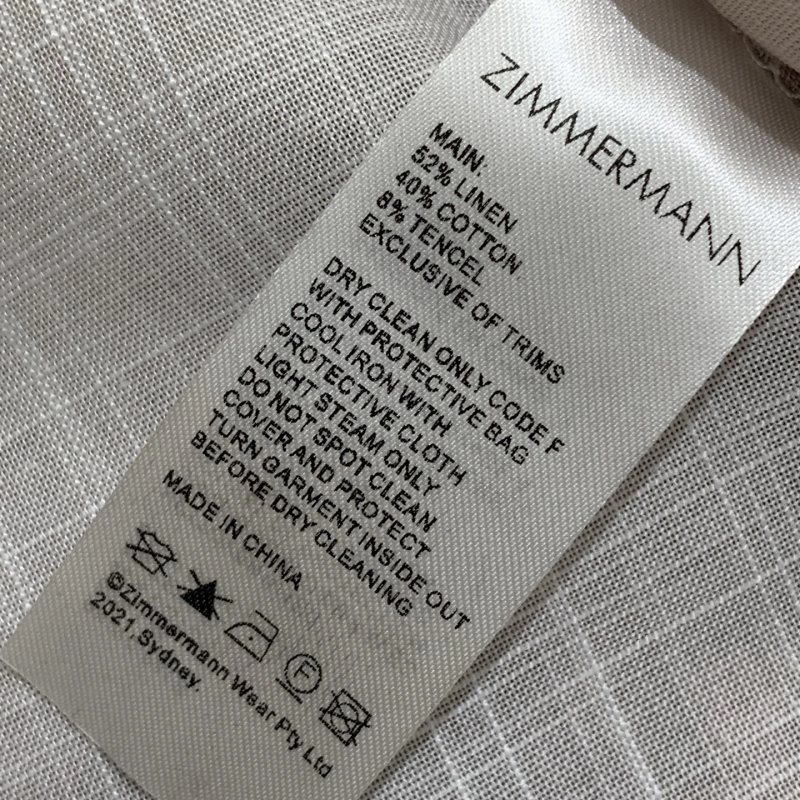 ZIMMERMANN
MAIN:
52% LINEN
40% COTTON
8% TENCEL
EXCLUSIVE OF TRIMS
DRY CLEAN ONLY CODE F
WITH PROTECTIVE BAG
COOL IRON WITH
PROTECTIVE CLOTH
LIGHT STEAM ONLY
DO NOT SPOT CLEAN
COVER AND PROTECT
TURN GARMENT INSIDE OUT
BEFORE DRY CLEANING
MADE IN CHINA
F
©Zimmermann Wear Pty Ltd
2021, Sydney.